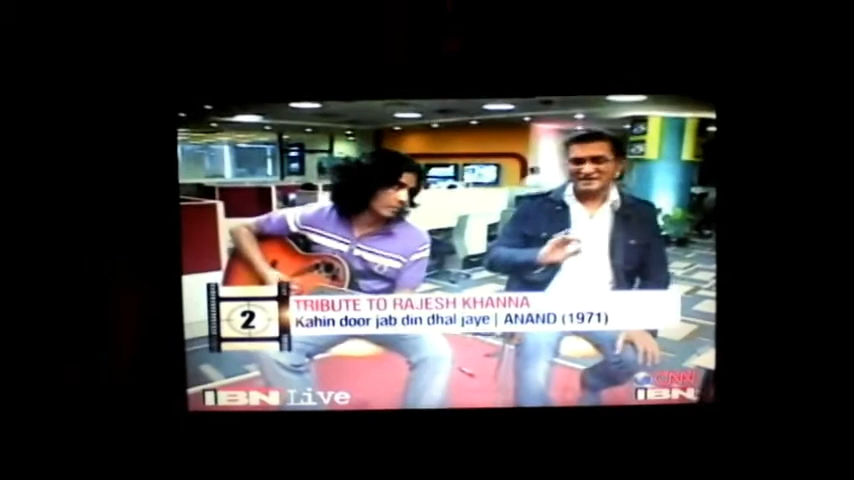 TRIBUTE TO RAJESH KHANNA
2
Kahin door jab din dhal jaye | ANAND (1971)
IBN Live
CNN
IBN